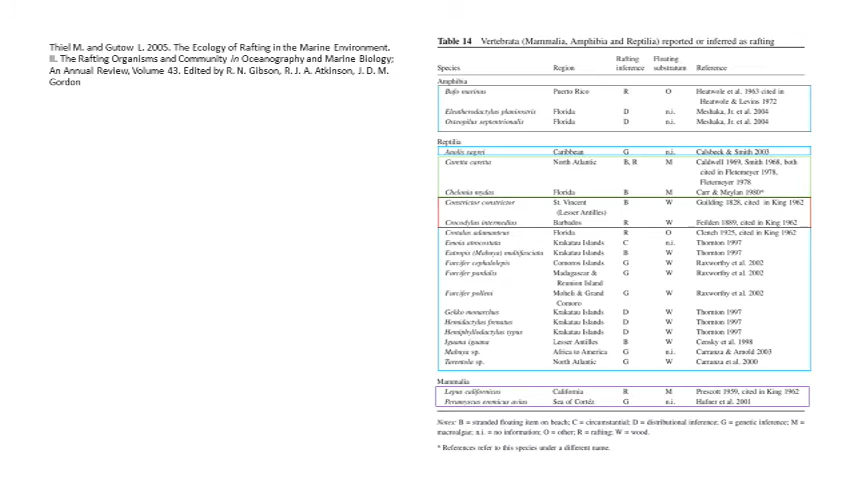 Thiel M. and Gutow L. 2005. The Ecology of Rafting in the Marine Environment.
II. The Rafting Organisms and Community in Oceanography and Marine Biology;
An Annual Review, Volume 43. Edited by R. N. Gibson, R. J. A. Atkinson, J. D. M.
Gordon
Table 14 Vertebrata (Mammalia, Amphibia and Reptilia) reported or inferred as rafting
Rafting Floating
Species Region inference substratum Reference
Amphibia
Bufo marinus Puerto Rico R O Heatwole et al. 1963 cited in
Heatwole & Levins 1972
Eleutherodactylus planirostris Florida D n.i. Meshaka, Jr. et al. 2004
Osteopilus septentrionalis Florida D n.i. Meshaka, Jr. et al. 2004
Reptilia
Anolis sagrei Caribbean G n.i. Calsbeek & Smith 2003
Caretta caretta North Atlantic B, R M Caldwell 1969, Smith 1968, both
cited in Fletemeyer 1978,
Fletemeyer 1978
Chelonia mydas Florida B M Carr & Meylan 1980*
Constrictor constrictor St. Vincent B W Guilding 1828, cited in King 1962
(Lesser Antilles)
Crocodylus intermedius Barbados R W Feilden 1889, cited in King 1962
Crotalus adamanteus Florida R O Clench 1925, cited in King 1962
Emoia atrocostata Krakatau Islands C n.i. Thornton 1997
Eutropis (Mabuya) multifasciata Krakatau Islands B W Thornton 1997
Furcifer cephalolepis Comoros Islands G W Raxworthy et al. 2002
Furcifer pardalis Madagascar & G W Raxworthy et al. 2002
Reunion Island
Furcifer polleni Moheli & Grand G W Raxworthy et al. 2002
Comoro
Gekko monarchus Krakatau Islands D W Thornton 1997
Hemidactylus frenatus Krakatau Islands D W Thornton 1997
Hemiphyllodactylus typus Krakatau Islands D W Thornton 1997
Iguana iguana Lesser Antilles B W Censky et al. 1998
Mabuya sp. Africa to America G n.i. Carranza & Arnold 2003
Tarentola sp. North Atlantic G W Carranza et al. 2000
Mammalia
Lepus californicus California R M Prescott 1959, cited in King 1962
Peromyscus eremicus avius Sea of Cortéz G n.i. Hafner et al. 2001
Notes: B = stranded floating item on beach; C = circumstantial; D = distributional inference; G = genetic inference; M =
macroalgae; n.i. = no information; O = other; R = rafting; W = wood.
* References refer to this species under a different name.